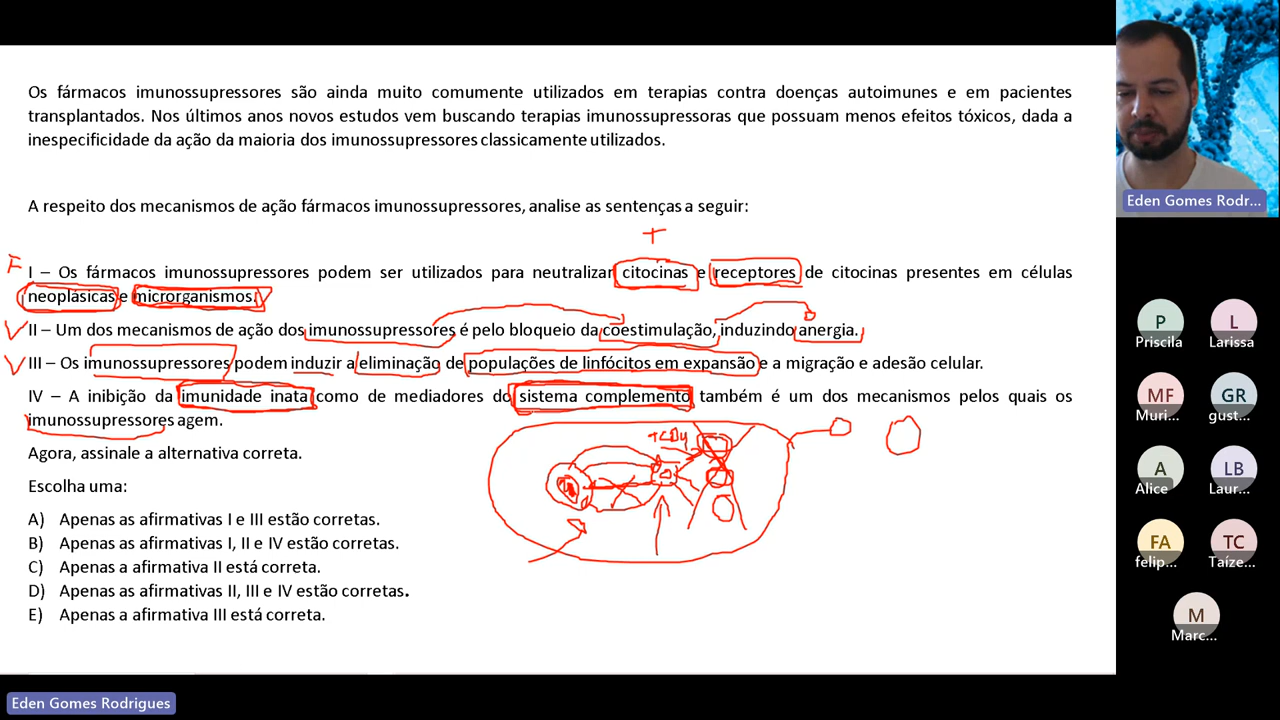 Os fármacos imunossupressores são ainda muito comumente utilizados em terapias contra doenças autoimunes e em pacientes
transplantados. Nos últimos anos novos estudos vem buscando terapias imunossupressoras que possuam menos efeitos tóxicos, dada a
inespecificidade da ação da maioria dos imunossupressores classicamente utilizados.
A respeito dos mecanismos de ação fármacos imunossupressores, analise as sentenças a seguir:
+
F I – Os fármacos imunossupressores podem ser utilizados para neutralizar citocinas e receptores de citocinas presentes em células
neoplásicas e microrganismos.
V II – Um dos mecanismos de ação dos imunossupressores é pelo bloqueio da coestimulação, induzindo anergia.
V III – Os imunossupressores podem induzir a eliminação de populações de linfócitos em expansão e a migração e adesão celular.
IV – A inibição da imunidade inata como de mediadores do sistema complemento também é um dos mecanismos pelos quais os
imunossupressores agem.
Agora, assinale a alternativa correta.
Escolha uma:
A) Apenas as afirmativas I e III estão corretas.
B) Apenas as afirmativas I, II e IV estão corretas.
C) Apenas a afirmativa II está correta.
D) Apenas as afirmativas II, III e IV estão corretas.
E) Apenas a afirmativa III está correta.
Eden Gomes Rodr...
P
Priscila
L
Larissa
MF
Muri...
GR
gust...
A
Alice
LB
Laur...
FA
felip...
TC
Taíze...
M
Marc...
Eden Gomes Rodrigues